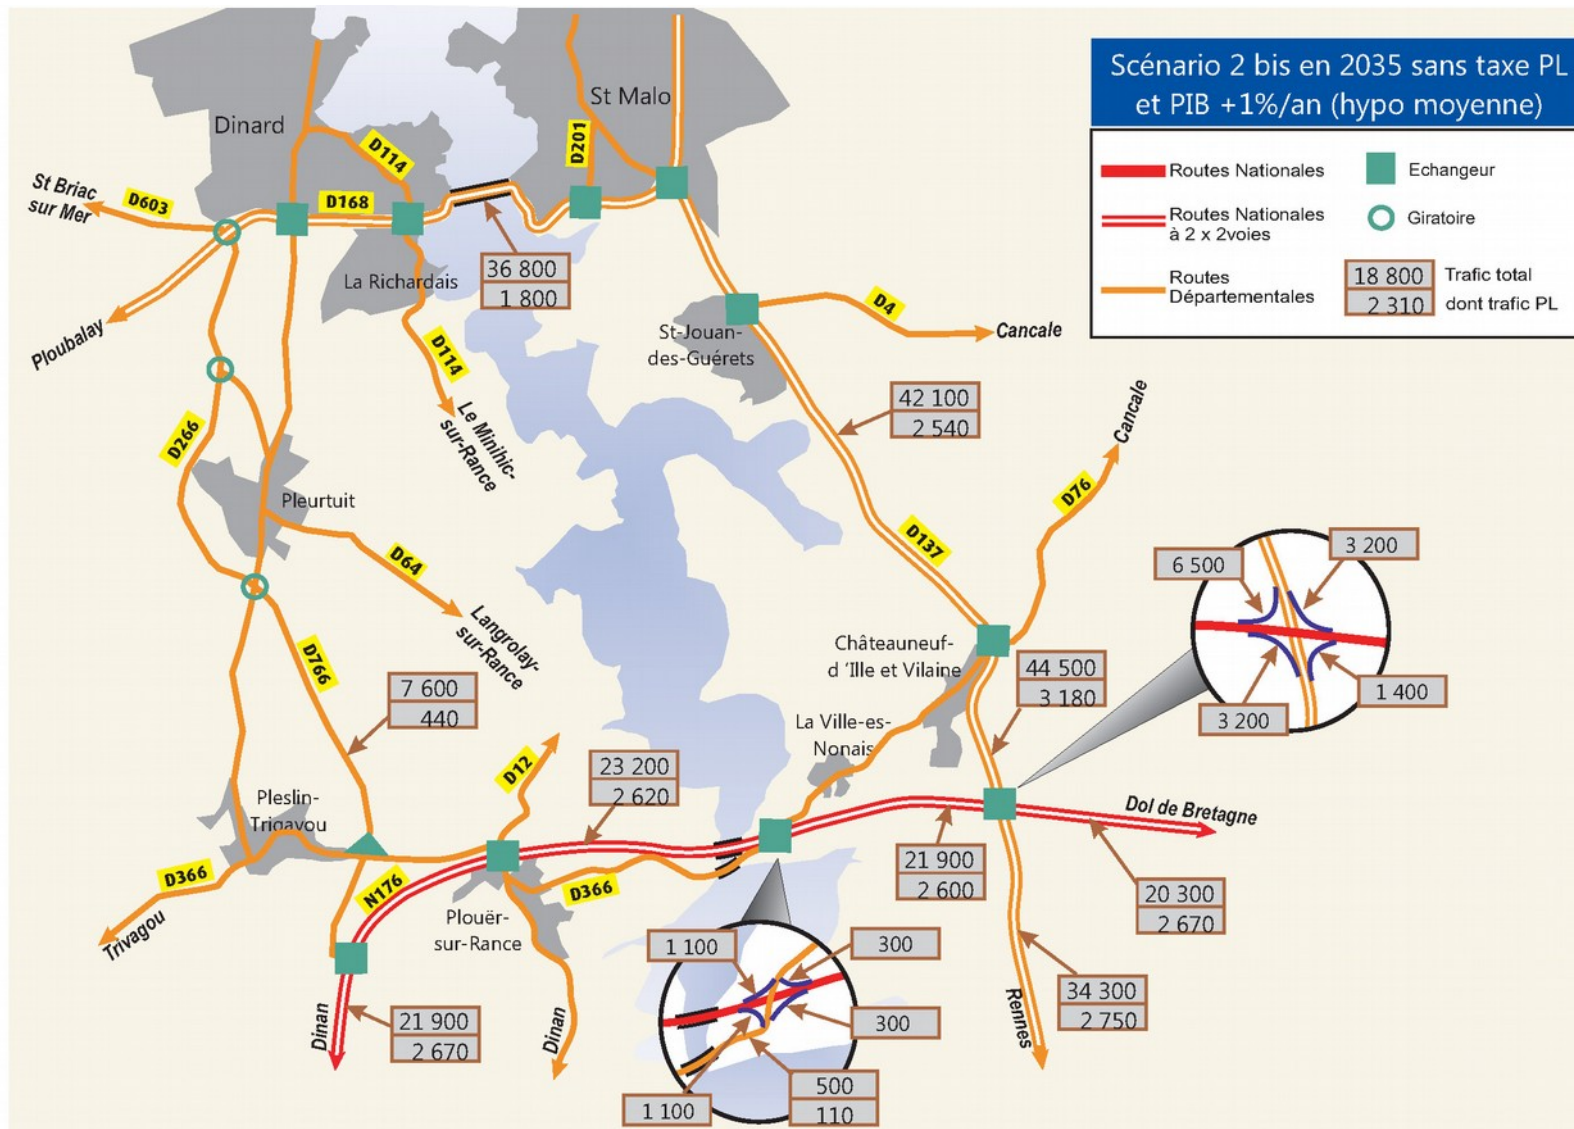 Scénario 2 bis en 2035 sans taxe PL
et PIB +1%/an (hypo moyenne)
Routes Nationales
Echangeur
Routes Nationales
à 2 x 2voies
Giratoire
Routes
Départementales
18 800
2 310
Trafic total
dont trafic PL
St Malo
Dinard
D114
D201
St Briac
sur Mer
D603
D168
La Richardais
36 800
1 800
Ploubalay
D114
Le Minihic-
sur-Rance
St-Jouan-
des-Guérets
D4
Cancale
42 100
2 540
Cancale
D76
D266
Pleurtuit
D64
Langrolay-
sur-Rance
D137
6 500
3 200
3 200
1 400
D766
7 600
440
Châteauneuf-
d 'Ille et Vilaine
44 500
3 180
La Ville-es-
Nonais
D12
23 200
2 620
Pleslin-
Trigavou
Dol de Bretagne
D366
N176
D366
Trivagou
Plouër-
sur-Rance
21 900
2 600
20 300
2 670
Dinan
21 900
2 670
Dinan
1 100
300
300
1 100
500
110
34 300
2 750
Rennes